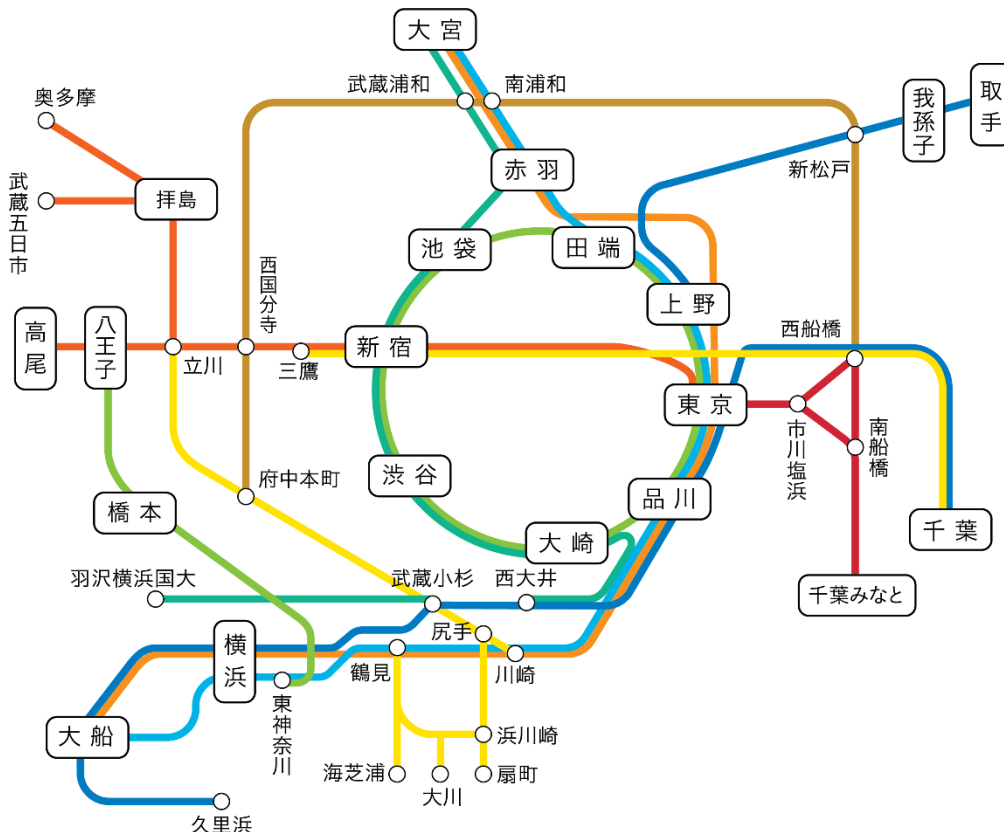 大宮
武蔵浦和
南浦和
奥多摩
我孫子
取手
新松戸
赤羽
武蔵五日市
拝島
池袋
田端
西国分寺
上野
高尾
八王子
立川
三鷹
新宿
西船橋
東京
市川塩浜
南船橋
渋谷
府中本町
品川
橋本
大崎
千葉
羽沢横浜国大
武蔵小杉
西大井
千葉みなと
尻手
横浜
鶴見
川崎
東神奈川
大船
浜川崎
海芝浦
大川
扇町
久里浜